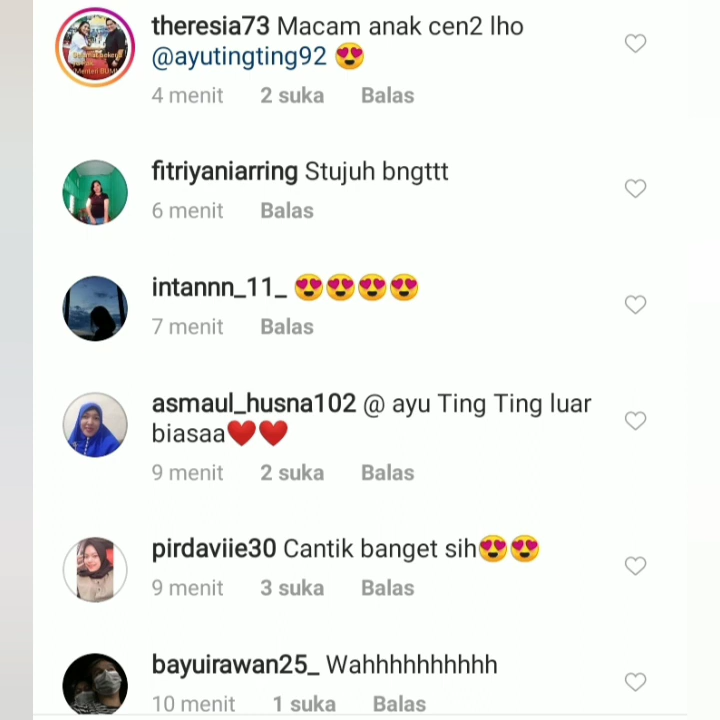 theresia73 Macam anak cen2 lho
@ayutingting92 😍
4 menit 2 suka Balas
fitriyaniarring Stujuh bngttt
6 menit Balas
intannn_11_ 😍😍😍😍
7 menit Balas
asmaul_husna102 @ ayu Ting Ting luar
biasaa❤️❤️
9 menit 2 suka Balas
pirdaviie30 Cantik banget sih😍😍
9 menit 3 suka Balas
bayuirawan25_ Wahhhhhhhhhh
10 menit 1 suka Balas